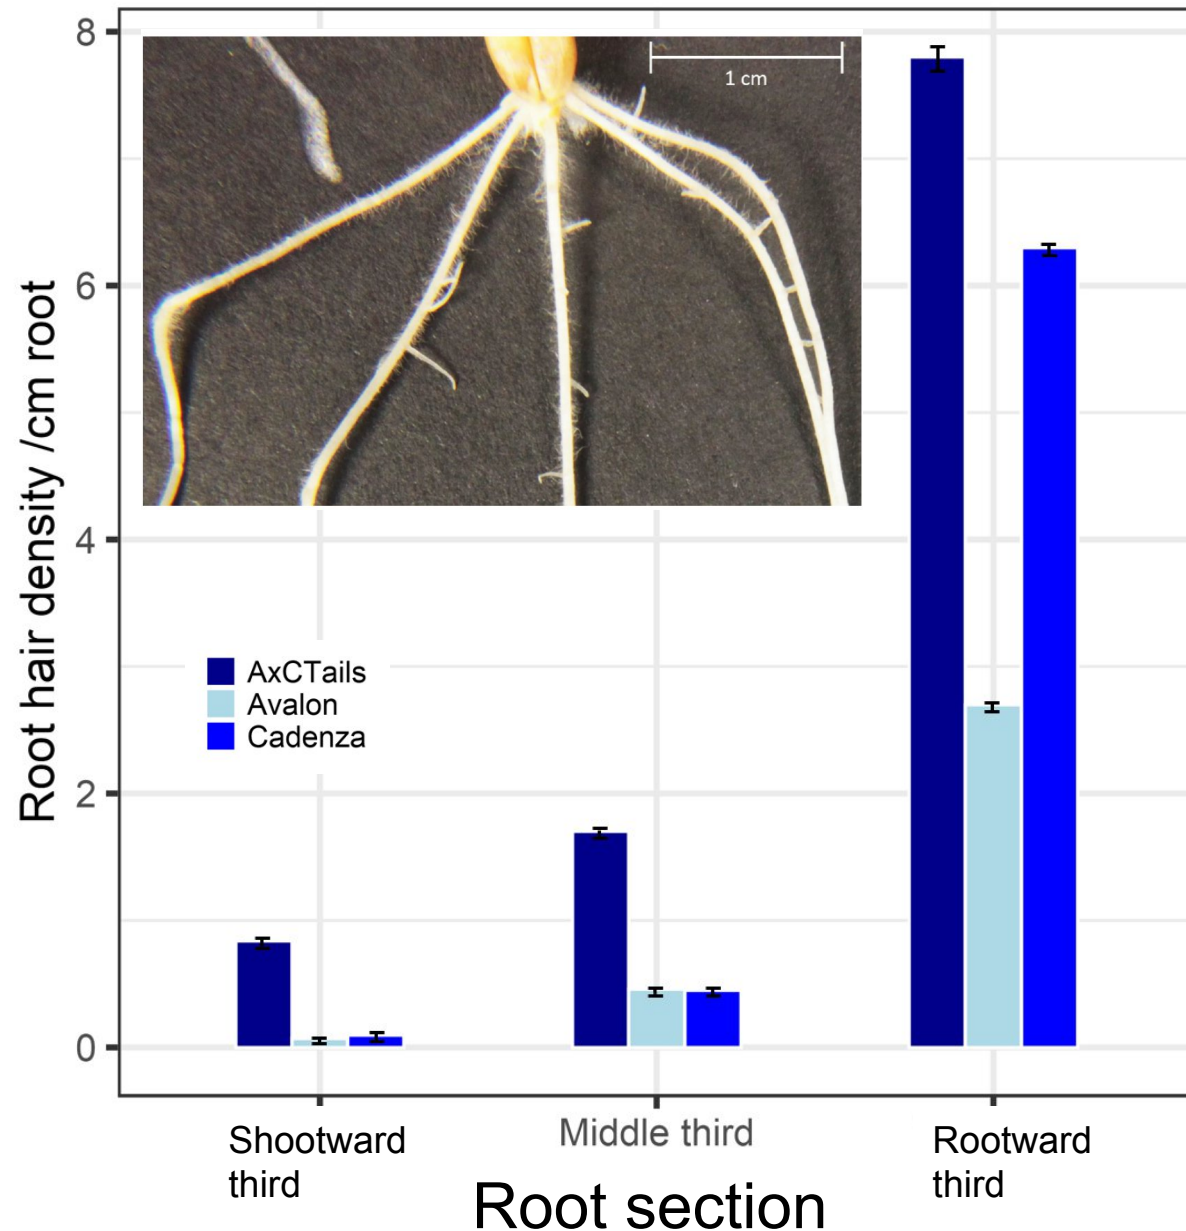 8
6
4
2
0
Root hair density /cm root
1 cm
AxCTails
Avalon
Cadenza
Shootward
third
Middle third
Rootward
third
Root section